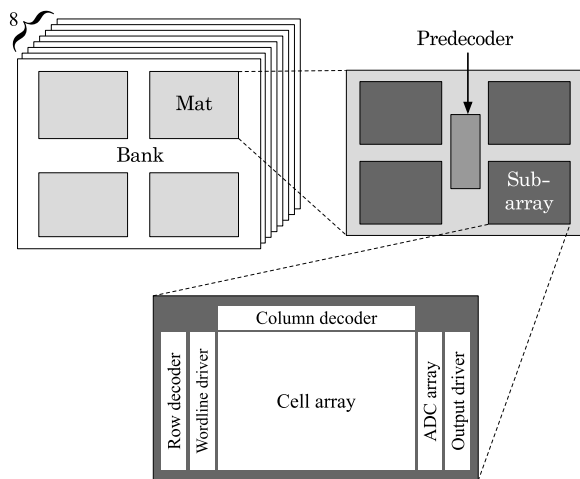 8
Predecoder
Mat
Bank
Sub-
array
Column decoder
Row decoder
Wordline driver
Cell array
ADC array
Output driver